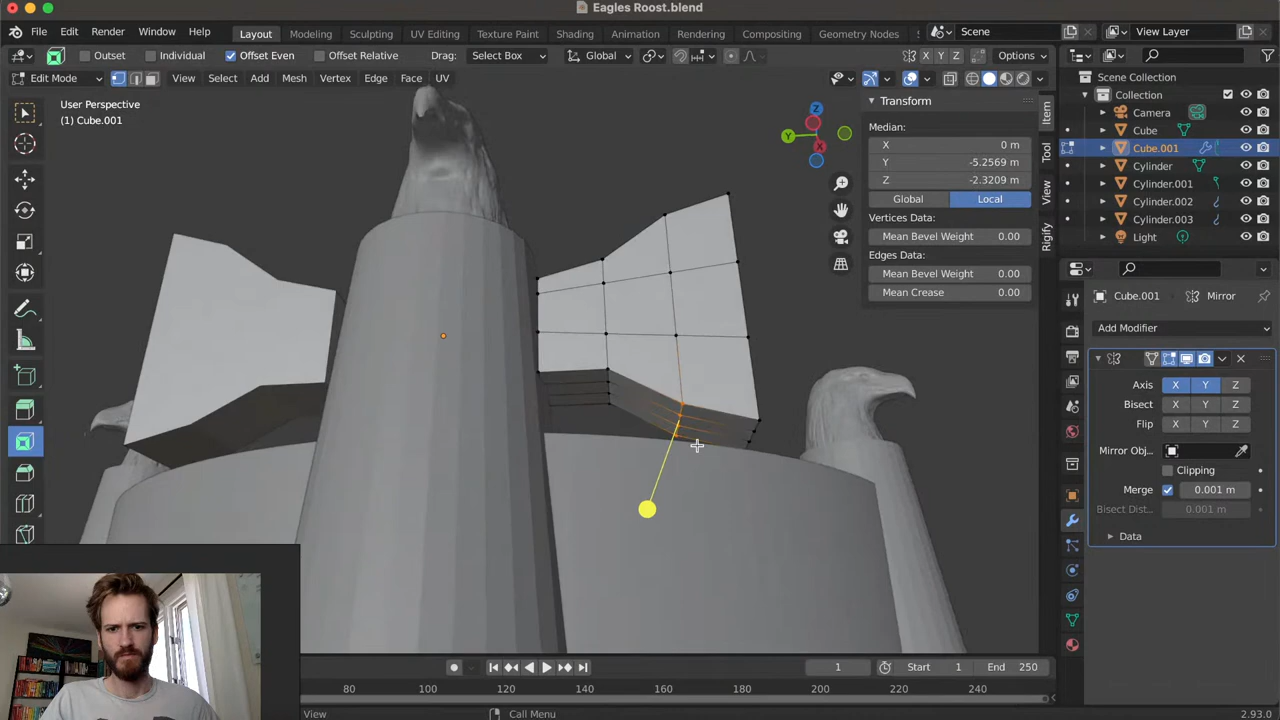 Eagles Roost.blend
File Edit Render Window Help Layout Modeling Sculpting UV Editing Texture Paint Shading Animation Rendering Compositing Geometry Nodes Scene View Layer
Outset Individual Offset Even Offset Relative Drag: Select Box Global X Y Z Options
Edit Mode View Select Add Mesh Vertex Edge Face UV
User Perspective
(1) Cube.001
Z
Y
X
Transform
Median:
X 0 m
Y -5.2569 m
Z -2.3209 m
Global Local
Vertices Data:
Mean Bevel Weight 0.00
Edges Data:
Mean Bevel Weight 0.00
Mean Crease 0.00
Item
Tool
View
Rigify
Scene Collection
Collection
Camera
Cube
Cube.001
Cylinder
Cylinder.001
Cylinder.002
Cylinder.003
Light
Cube.001 Mirror
Add Modifier
Axis X Y Z
Bisect X Y Z
Flip X Y Z
Mirror Obj...
Clipping
Merge 0.001 m
Bisect Dist... 0.001 m
Data
1 Start 1 End 250
80 100 120 140 160 180 200 220 240
View Call Menu 2.93.0